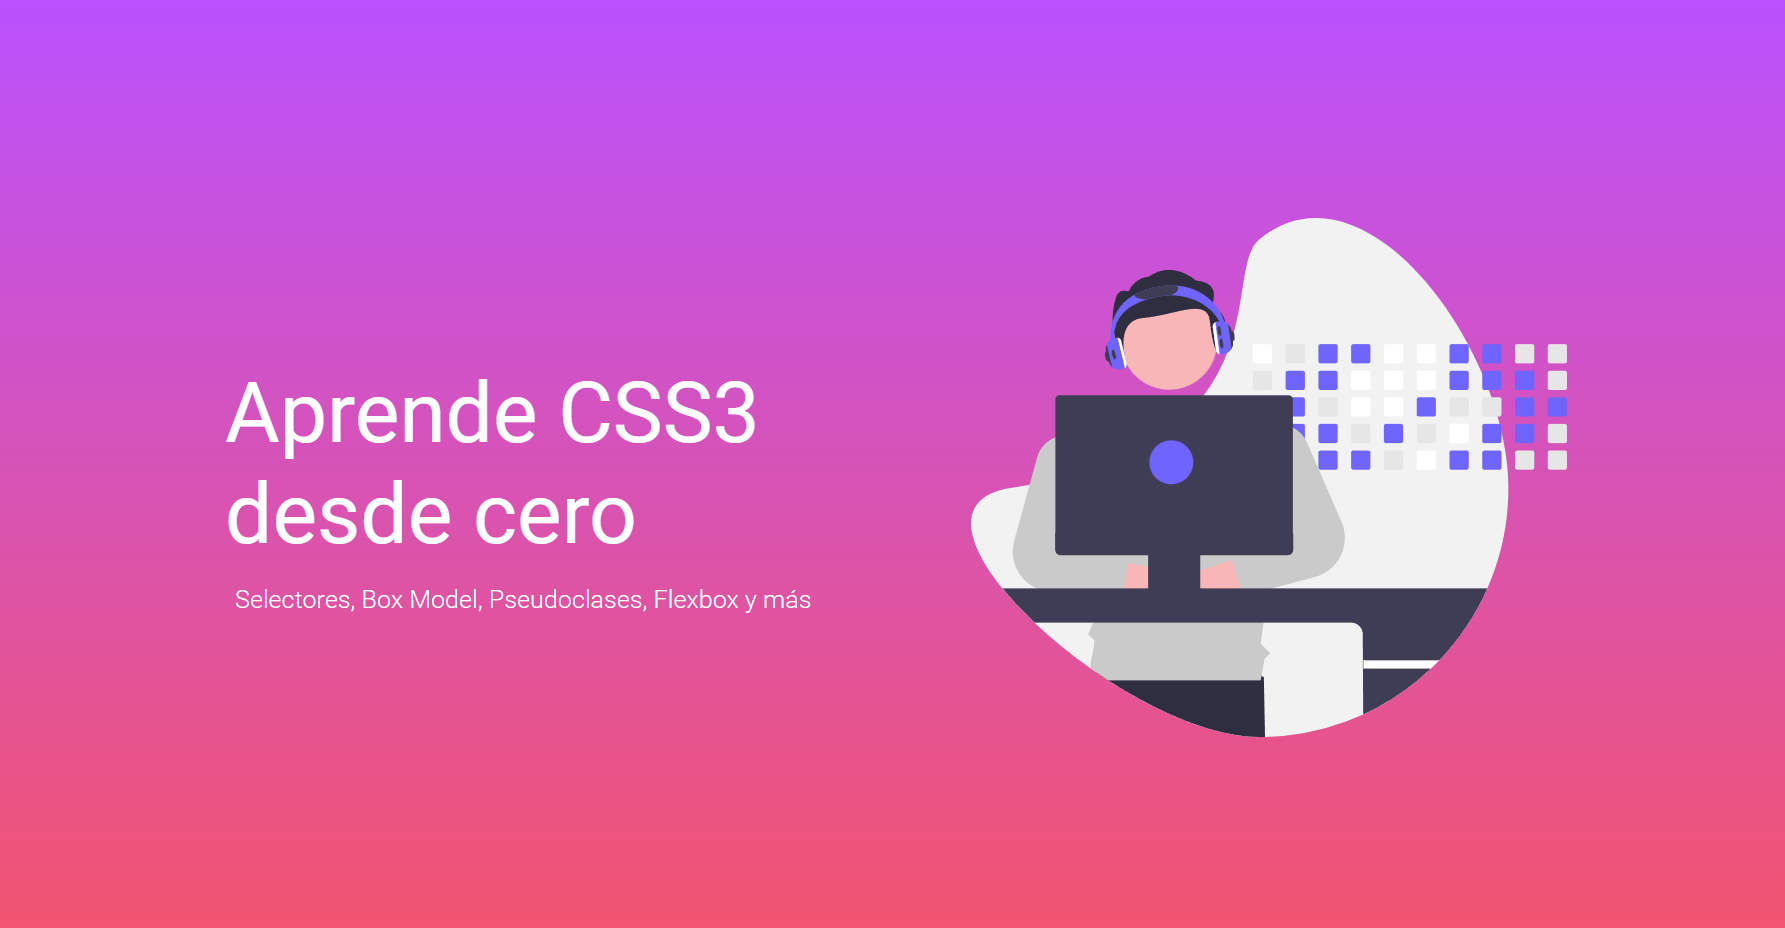 Aprende CSS3
desde cero
Selectores, Box Model, Pseudoclases, Flexbox y más